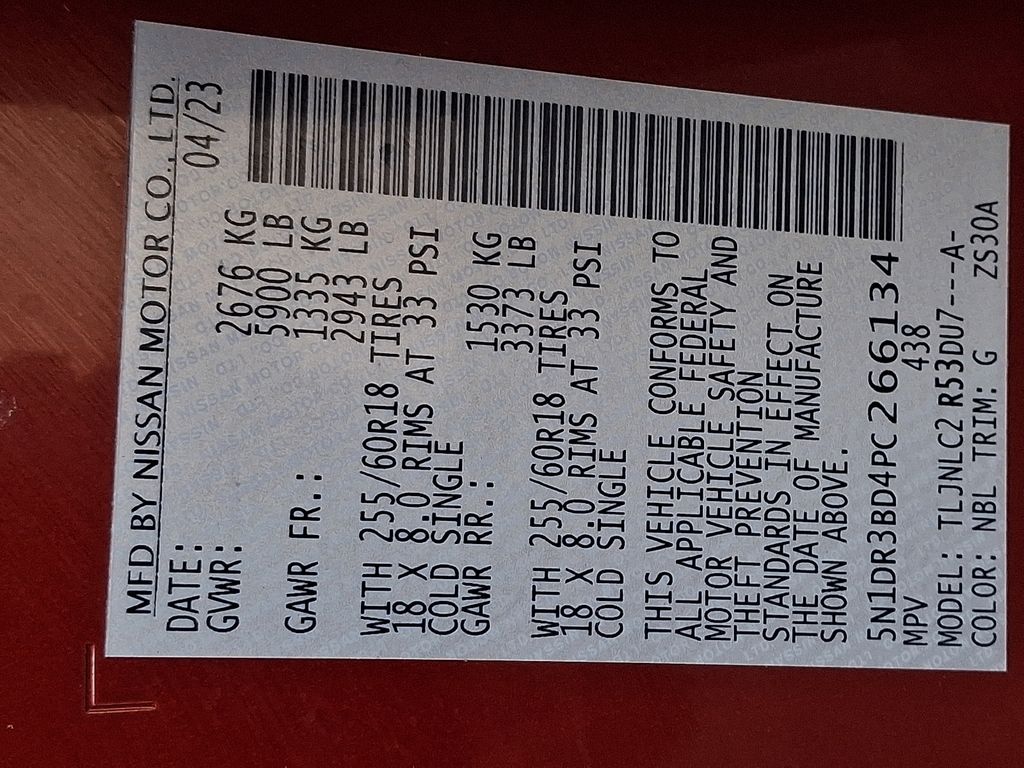 MFD BY NISSAN MOTOR CO., LTD.
DATE: 04/23
GVWR: 2676 KG
5900 LB
GAWR FR.: 1335 KG
2943 LB
WITH 255/60R18 TIRES
18 X 8.0 RIMS AT 33 PSI
COLD SINGLE
GAWR RR.: 1530 KG
3373 LB
WITH 255/60R18 TIRES
18 X 8.0 RIMS AT 33 PSI
COLD SINGLE
THIS VEHICLE CONFORMS TO
ALL APPLICABLE FEDERAL
MOTOR VEHICLE SAFETY AND
THEFT PREVENTION
STANDARDS IN EFFECT ON
THE DATE OF MANUFACTURE
SHOWN ABOVE.
5N1DR3BD4PC266134
MPV 438
MODEL: TLJNLC2 R53DU7---A-
COLOR: NBL TRIM: G ZS30A